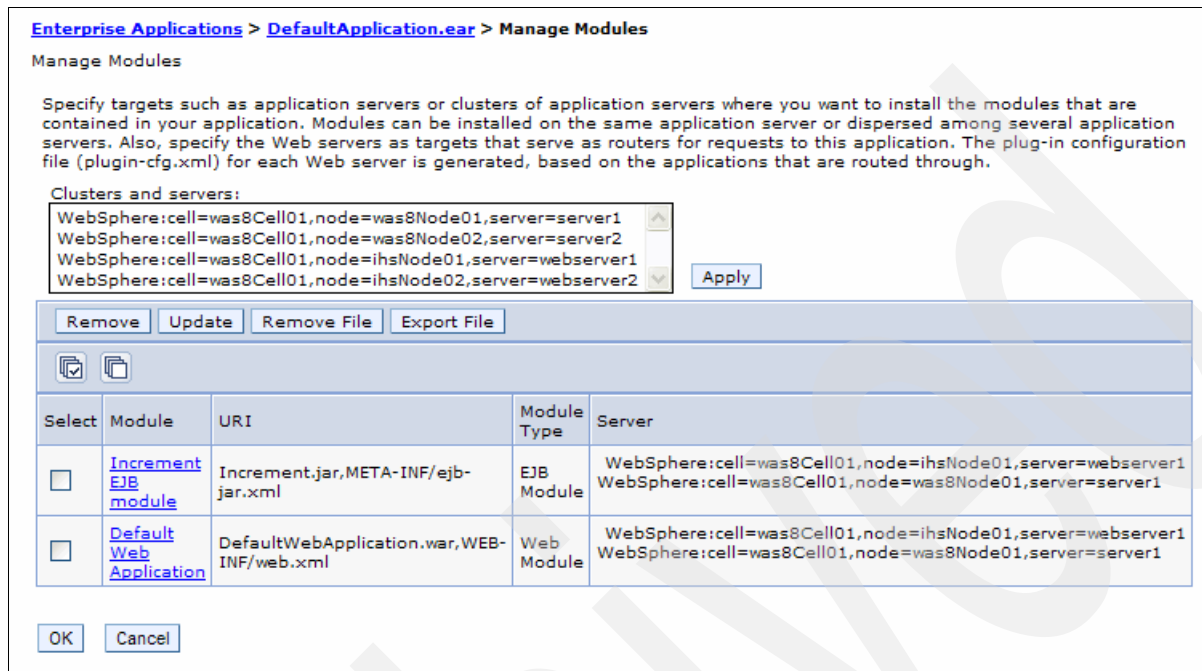 Enterprise Applications > DefaultApplication.ear > Manage Modules
Manage Modules
Specify targets such as application servers or clusters of application servers where you want to install the modules that are
contained in your application. Modules can be installed on the same application server or dispersed among several application
servers. Also, specify the Web servers as targets that serve as routers for requests to this application. The plug-in configuration
file (plugin-cfg.xml) for each Web server is generated, based on the applications that are routed through.
Clusters and servers:
WebSphere:cell=was8Cell01,node=was8Node01,server=server1
WebSphere:cell=was8Cell01,node=was8Node02,server=server2
WebSphere:cell=was8Cell01,node=ihsNode01,server=webserver1
WebSphere:cell=was8Cell01,node=ihsNode02,server=webserver2
Apply
Remove Update Remove File Export File
Select Module URI Module Type Server
Increment
EJB
module
Increment.jar,META-INF/ejb-
jar.xml
EJB
Module
WebSphere:cell=was8Cell01,node=ihsNode01,server=webserver1
WebSphere:cell=was8Cell01,node=was8Node01,server=server1
Default
Web
Application
DefaultWebApplication.war,WEB-
INF/web.xml
Web
Module
WebSphere:cell=was8Cell01,node=ihsNode01,server=webserver1
WebSphere:cell=was8Cell01,node=was8Node01,server=server1
OK Cancel